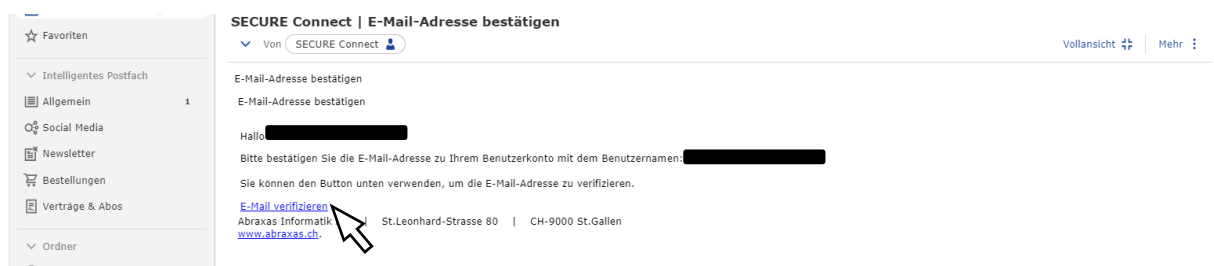 SECURE Connect | E-Mail-Adresse bestätigen
Favoriten
Von SECURE Connect
Vollansicht
Mehr
Intelligentes Postfach
E-Mail-Adresse bestätigen
Allgemein 1
E-Mail-Adresse bestätigen
Social Media
Hallo
Newsletter
Bitte bestätigen Sie die E-Mail-Adresse zu Ihrem Benutzerkonto mit dem Benutzernamen:
Bestellungen
Sie können den Button unten verwenden, um die E-Mail-Adresse zu verifizieren.
Verträge & Abos
E-Mail verifizieren
Abraxas Informatik | St.Leonhard-Strasse 80 | CH-9000 St.Gallen
www.abraxas.ch.
Ordner